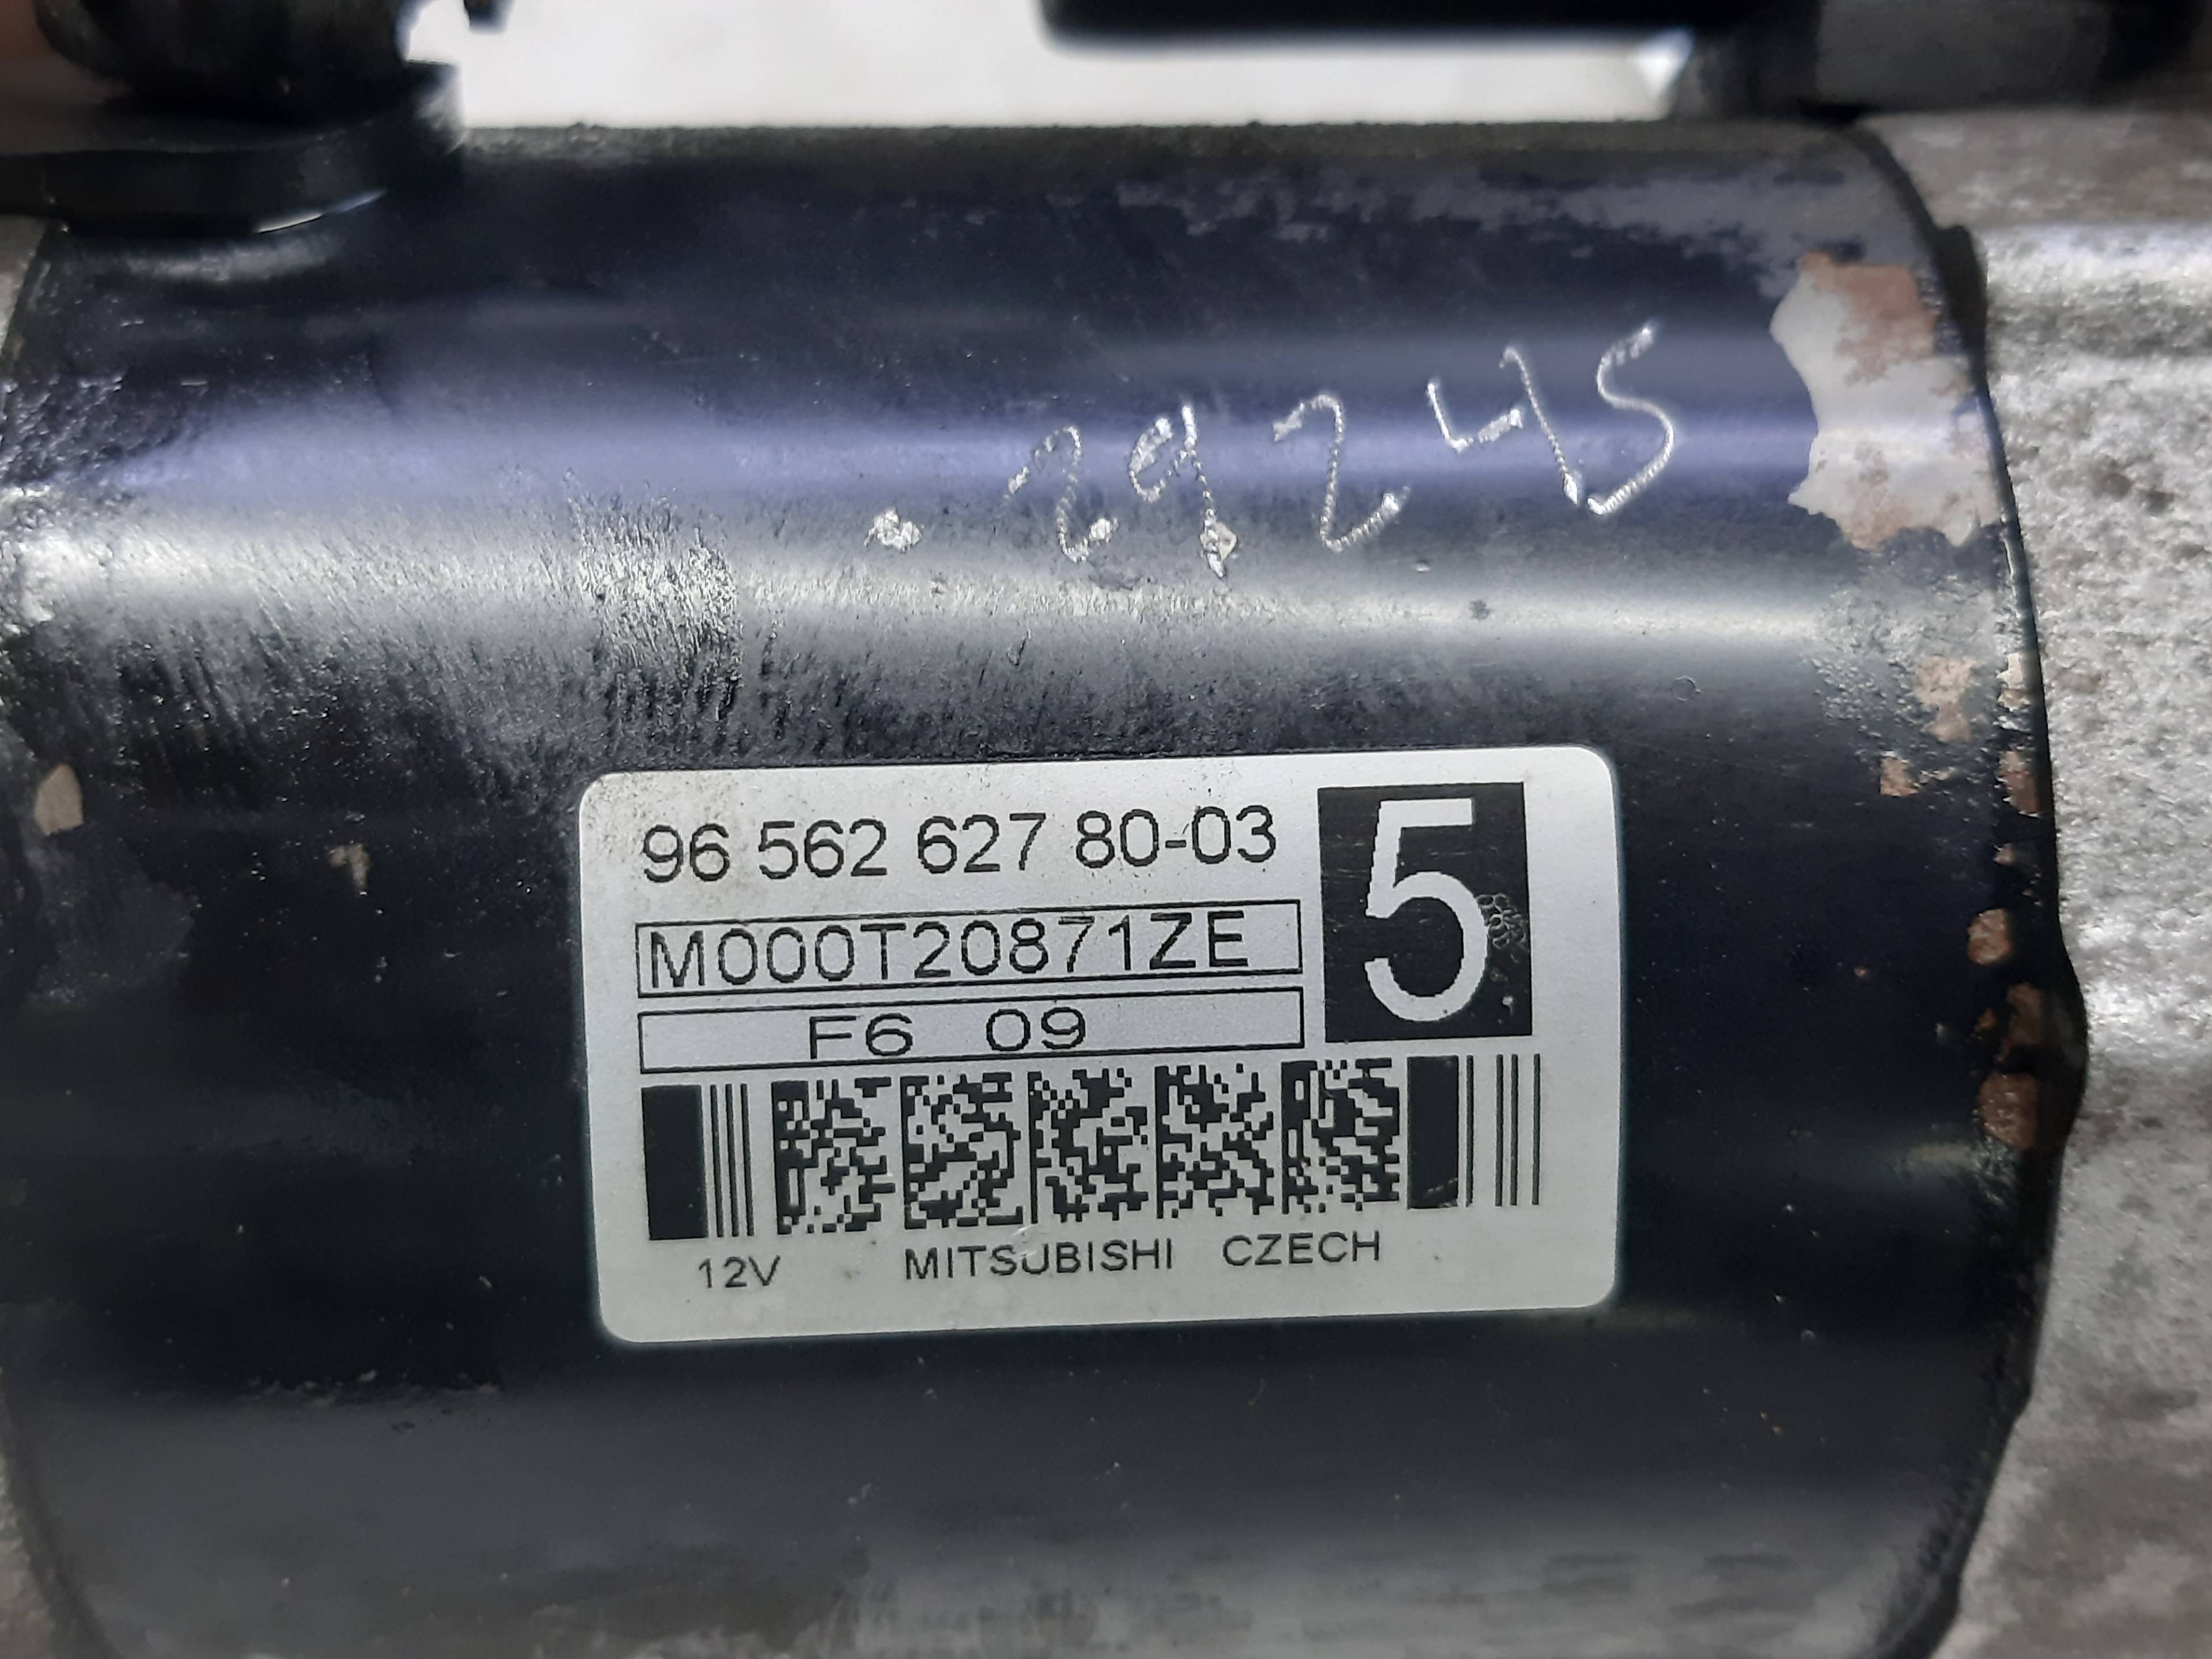 29245
96 562 627 80-03
5
M000T20871ZE
F6 09
12V MITSUBISHI CZECH